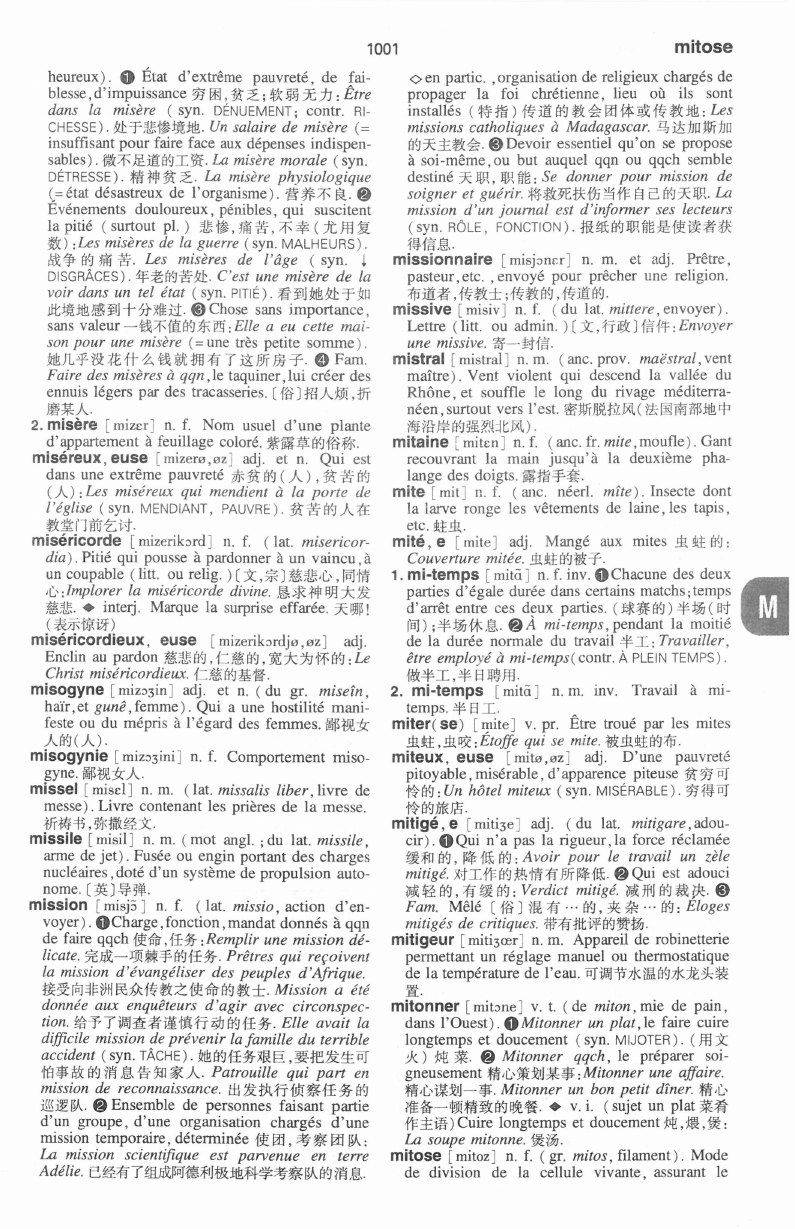 1001
mitose
heureux). ❶ État d'extrême pauvreté, de fai-
blesse,d'impuissance 穷困,贫乏;软弱无力:Être
dans la misère ( syn. DÉNUEMENT; contr. RI-
CHESSE). 处于悲惨境地. Un salaire de misère (=
insuffisant pour faire face aux dépenses indispen-
sables). 微不足道的工资. La misère morale (syn.
DÉTRESSE). 精神贫乏. La misère physiologique
(=état désastreux de l'organisme). 营养不良. ❷
Événements douloureux, pénibles, qui suscitent
la pitié ( surtout pl. ) 悲惨,痛苦,不幸(尤用复
数):Les misères de la guerre (syn. MALHEURS).
战争的痛苦. Les misères de l'âge ( syn. ↓
DISGRÂCES). 年老的苦处. C'est une misère de la
voir dans un tel état (syn. PITIÉ). 看到她处于如
此境地感到十分难过. ❸Chose sans importance,
sans valeur 一钱不值的东西:Elle a eu cette mai-
son pour une misère (=une très petite somme).
她几乎没花什么钱就拥有了这所房子. ❹ Fam.
Faire des misères à qqn,le taquiner,lui créer des
ennuis légers par des tracasseries. 〔俗〕招人烦,折
磨某人.
2. misère [mizɛr] n. f. Nom usuel d'une plante
d'appartement à feuillage coloré. 紫露草的俗称.
miséreux, euse [mizerø,øz] adj. et n. Qui est
dans une extrême pauvreté 赤贫的(人),贫苦的
(人):Les miséreux qui mendient à la porte de
l'église (syn. MENDIANT, PAUVRE). 贫苦的人在
教堂门前乞讨.
miséricorde [mizerikɔrd] n. f. (lat. misericor-
dia). Pitié qui pousse à pardonner à un vaincu,à
un coupable (litt. ou relig. )〔文,宗〕慈悲心,同情
心:Implorer la miséricorde divine. 恳求神明大发
慈悲. ◆ interj. Marque la surprise effarée. 天哪!
(表示惊讶)
miséricordieux, euse [mizerikɔrdjø,øz] adj.
Enclin au pardon 慈悲的,仁慈的,宽大为怀的:Le
Christ miséricordieux. 仁慈的基督.
misogyne [mizɔʒin] adj. et n. (du gr. miseîn,
haïr,et gunê,femme). Qui a une hostilité mani-
feste ou du mépris à l'égard des femmes. 鄙视女
人的(人).
misogynie [mizɔʒini] n. f. Comportement miso-
gyne. 鄙视女人.
missel [misɛl] n. m. (lat. missalis liber,livre de
messe). Livre contenant les prières de la messe.
祈祷书,弥撒经文.
missile [misil] n. m. (mot angl. ;du lat. missile,
arme de jet). Fusée ou engin portant des charges
nucléaires,doté d'un système de propulsion auto-
nome.〔英〕导弹.
mission [misjɔ̃] n. f. (lat. missio, action d'en-
voyer). ❶Charge,fonction,mandat donnés à qqn
de faire qqch 使命,任务:Remplir une mission dé-
licate. 完成一项棘手的任务. Prêtres qui reçoivent
la mission d'évangéliser des peuples d'Afrique.
接受向非洲民众传教之使命的教士. Mission a été
donnée aux enquêteurs d'agir avec circonspec-
tion. 给予了调查者谨慎行动的任务. Elle avait la
difficile mission de prévenir la famille du terrible
accident (syn. TÂCHE). 她的任务艰巨,要把发生可
怕事故的消息告知家人. Patrouille qui part en
mission de reconnaissance. 出发执行侦察任务的
巡逻队. ❷Ensemble de personnes faisant partie
d'un groupe, d'une organisation chargés d'une
mission temporaire, déterminée 使团,考察团队:
La mission scientifique est parvenue en terre
Adélie. 已经有了组成阿德利极地科学考察队的消息.
◇en partic. ,organisation de religieux chargés de
propager la foi chrétienne, lieu où ils sont
installés (特指)传道的教会团体或传教地:Les
missions catholiques à Madagascar. 马达加斯加
的天主教会. ❸Devoir essentiel qu'on se propose
à soi-même,ou but auquel qqn ou qqch semble
destiné 天职,职能:Se donner pour mission de
soigner et guérir. 将救死扶伤当作自己的天职. La
mission d'un journal est d'informer ses lecteurs
(syn. RÔLE, FONCTION). 报纸的职能是使读者获
得信息.
missionnaire [misjɔnɛr] n. m. et adj. Prêtre,
pasteur,etc. ,envoyé pour prêcher une religion.
布道者,传教士;传教的,传道的.
missive [misiv] n. f. (du lat. mittere,envoyer).
Lettre (litt. ou admin. )〔文,行政〕信件:Envoyer
une missive. 寄一封信.
mistral [mistral] n. m. (anc. prov. maëstral,vent
maître). Vent violent qui descend la vallée du
Rhône,et souffle le long du rivage méditerra-
néen,surtout vers l'est. 密斯脱拉风(法国南部地中
海沿岸的强烈北风).
mitaine [mitɛn] n. f. (anc. fr. mite,moufle). Gant
recouvrant la main jusqu'à la deuxième pha-
lange des doigts. 露指手套.
mite [mit] n. f. (anc. néerl. mîte). Insecte dont
la larve ronge les vêtements de laine,les tapis,
etc. 蛀虫.
mité, e [mite] adj. Mangé aux mites 虫蛀的:
Couverture mitée. 虫蛀的被子.
1. mi-temps [mitɑ̃] n. f. inv. ❶Chacune des deux
parties d'égale durée dans certains matchs;temps
d'arrêt entre ces deux parties. (球赛的)半场(时
间);半场休息. ❷À mi-temps,pendant la moitié
de la durée normale du travail 半工:Travailler,
être employé à mi-temps(contr. À PLEIN TEMPS).
做半工,半日聘用.
2. mi-temps [mitɑ̃] n. m. inv. Travail à mi-
temps. 半日工.
miter(se) [mite] v. pr. Être troué par les mites
虫蛀,虫咬:Étoffe qui se mite. 被虫蛀的布.
miteux, euse [mitø,øz] adj. D'une pauvreté
pitoyable,misérable,d'apparence piteuse 贫穷可
怜的:Un hôtel miteux (syn. MISÉRABLE). 穷得可
怜的旅店.
mitigé, e [mitiʒe] adj. (du lat. mitigare,adou-
cir). ❶Qui n'a pas la rigueur,la force réclamée
缓和的,降低的:Avoir pour le travail un zèle
mitigé. 对工作的热情有所降低. ❷Qui est adouci
减轻的,有缓的:Verdict mitigé. 减刑的裁决. ❸
Fam. Mêlé 〔俗〕混有…的,夹杂…的:Éloges
mitigés de critiques. 带有批评的赞扬.
mitigeur [mitiʒœr] n. m. Appareil de robinetterie
permettant un réglage manuel ou thermostatique
de la température de l'eau. 可调节水温的水龙头装
置.
mitonner [mitɔne] v. t. (de miton,mie de pain,
dans l'Ouest). ❶Mitonner un plat,le faire cuire
longtemps et doucement (syn. MIJOTER). (用文
火)炖菜. ❷ Mitonner qqch, le préparer soi-
gneusement 精心策划某事:Mitonner une affaire.
精心谋划一事. Mitonner un bon petit dîner. 精心
准备一顿精致的晚餐. ◆ v. i. (sujet un plat 菜肴
作主语)Cuire longtemps et doucement 炖,煨,煲:
La soupe mitonne. 煲汤.
mitose [mitoz] n. f. (gr. mitos, filament). Mode
de division de la cellule vivante, assurant le
M